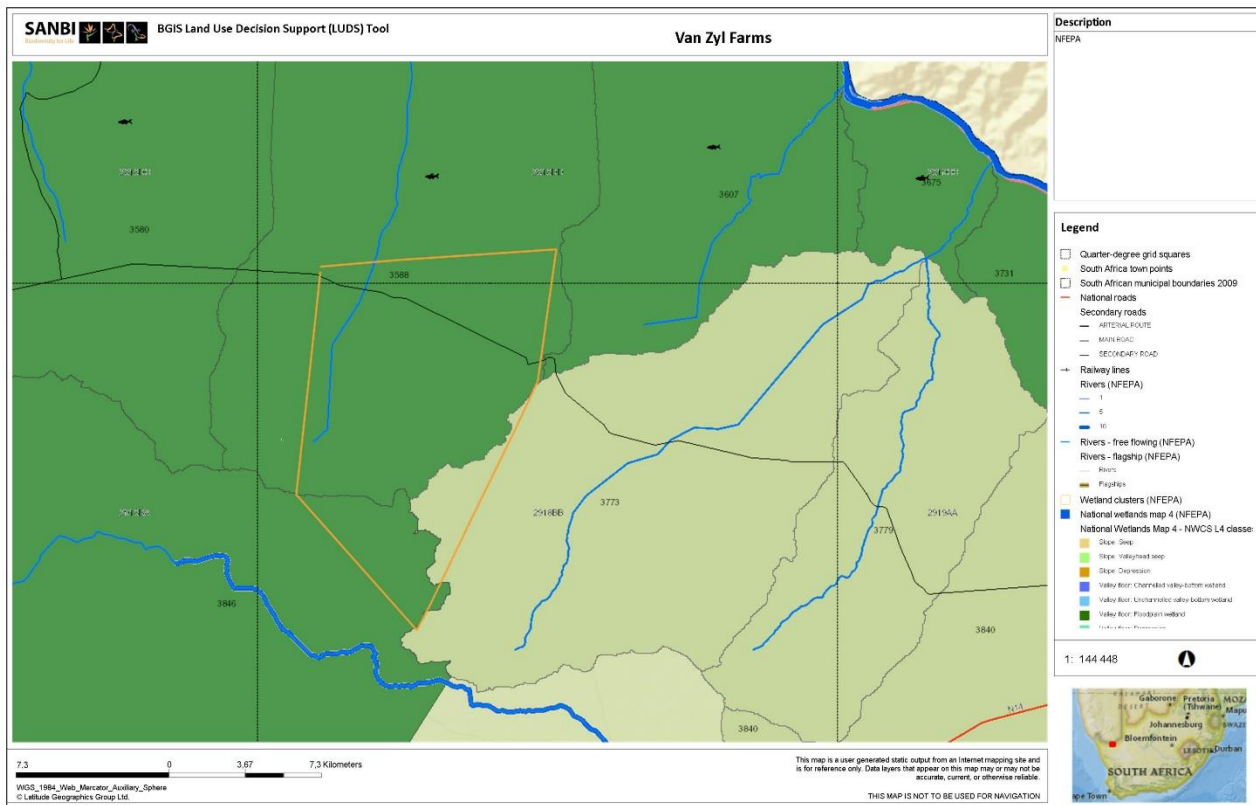 SANBI
Biodiversity for Life
BGIS Land Use Decision Support (LUDS) Tool
Van Zyl Farms
Description
NFEPA
3580
3588
3607
3675
3731
3773
2918BB
2919AA
3779
3846
3840
3840
N14
Legend
Quarter-degree grid squares
South Africa town points
South African municipal boundaries 2009
National roads
Secondary roads
ARTERIAL ROUTE
MAIN ROAD
SECONDARY ROAD
Railway lines
Rivers (NFEPA)
1
5
10
Rivers - free flowing (NFEPA)
Rivers - flagship (NFEPA)
Rivers
Flagships
Wetland clusters (NFEPA)
National wetlands map 4 (NFEPA)
National Wetlands Map 4 - NWCS L4 classe
Slope: Seep
Slope: Valleyhead seep
Slope: Depression
Valley floor: Channelled valley-bottom wetland
Valley floor: Unchannelled valley-bottom wetland
Valley floor: Floodplain wetland
1: 144 448
7.3 0 3,67 7,3 Kilometers
WGS_1984_Web_Mercator_Auxiliary_Sphere
© Latitude Geographics Group Ltd.
This map is a user generated static output from an Internet mapping site and
is for reference only. Data layers that appear on this map may or may not be
accurate, current, or otherwise reliable.
THIS MAP IS NOT TO BE USED FOR NAVIGATION
Gaborone
Pretoria
(Tshwane)
MOZ
Johannesburg
Bloemfontein
Durban
SOUTH AFRICA